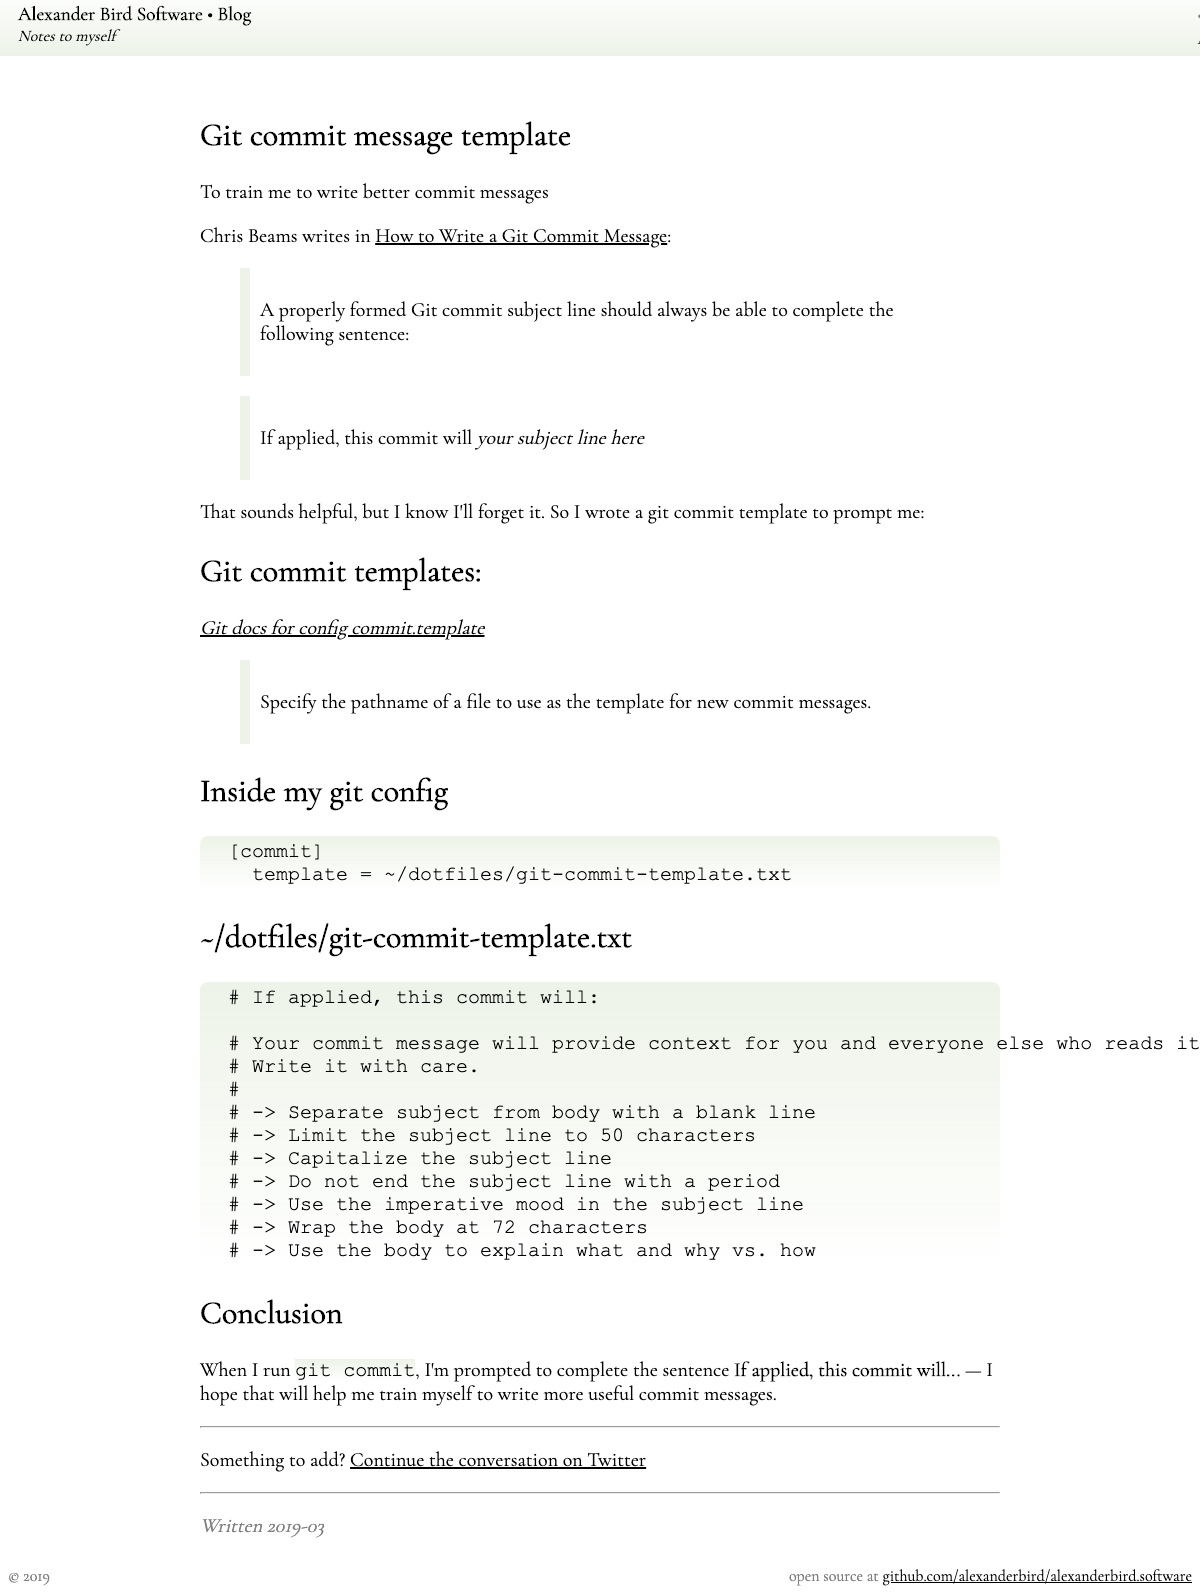 Alexander Bird Software • Blog
Notes to myself
Git commit message template
To train me to write better commit messages
Chris Beams writes in How to Write a Git Commit Message:
A properly formed Git commit subject line should always be able to complete the
following sentence:
If applied, this commit will your subject line here
That sounds helpful, but I know I'll forget it. So I wrote a git commit template to prompt me:
Git commit templates:
Git docs for config commit.template
Specify the pathname of a file to use as the template for new commit messages.
Inside my git config
[commit]
  template = ~/dotfiles/git-commit-template.txt
~/dotfiles/git-commit-template.txt
# If applied, this commit will:
# Your commit message will provide context for you and everyone else who reads it
# Write it with care.
#
# -> Separate subject from body with a blank line
# -> Limit the subject line to 50 characters
# -> Capitalize the subject line
# -> Do not end the subject line with a period
# -> Use the imperative mood in the subject line
# -> Wrap the body at 72 characters
# -> Use the body to explain what and why vs. how
Conclusion
When I run git commit, I'm prompted to complete the sentence If applied, this commit will... — I
hope that will help me train myself to write more useful commit messages.
Something to add? Continue the conversation on Twitter
Written 2019-03
© 2019
open source at github.com/alexanderbird/alexanderbird.software